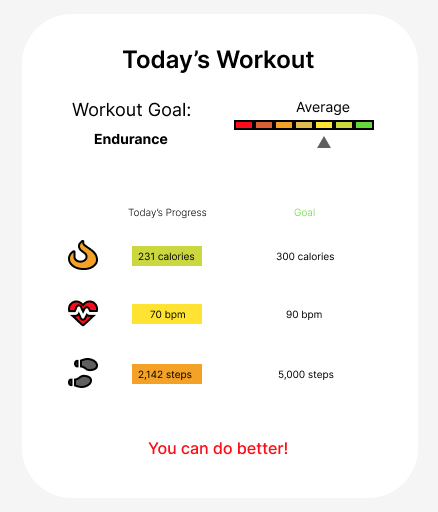 Today’s Workout
Workout Goal:
Average
Endurance
Today’s Progress
Goal
231 calories
300 calories
70 bpm
90 bpm
2,142 steps
5,000 steps
You can do better!